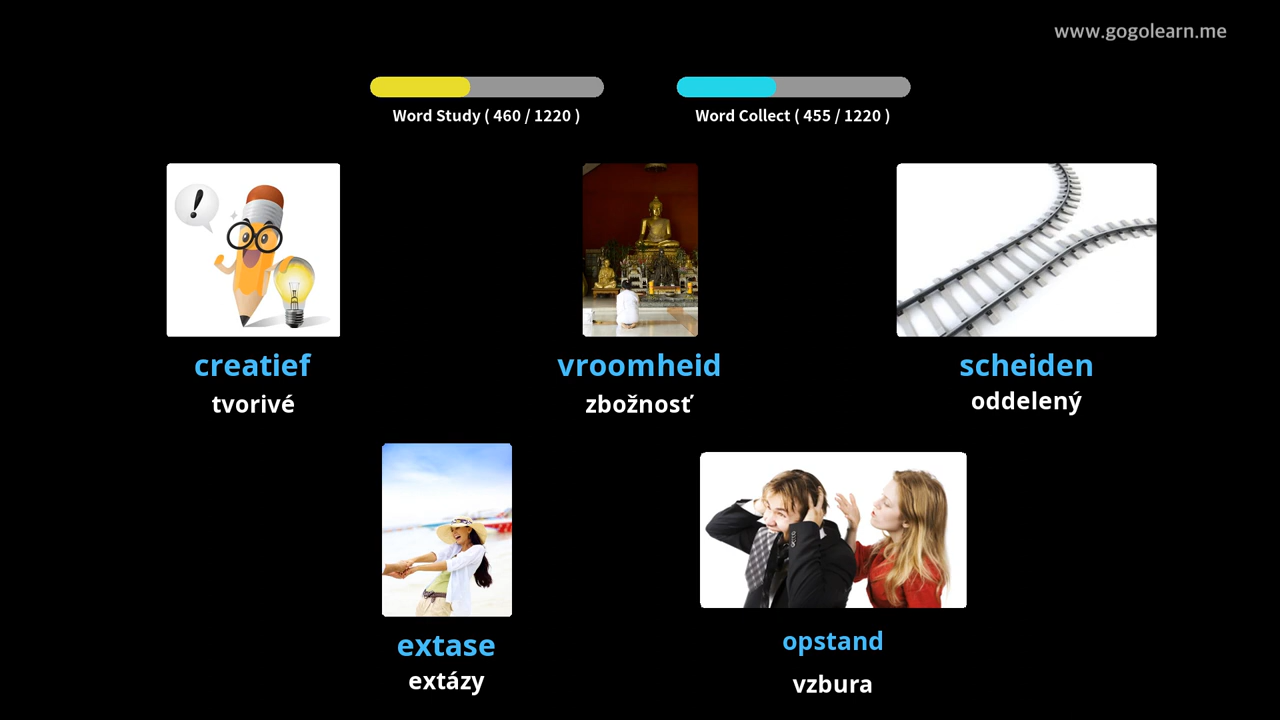 www.gogolearn.me
Word Study ( 460 / 1220 )
Word Collect ( 455 / 1220 )
!
creatief
tvorivé
vroomheid
zbožnosť
scheiden
oddelený
extase
extázy
opstand
vzbura